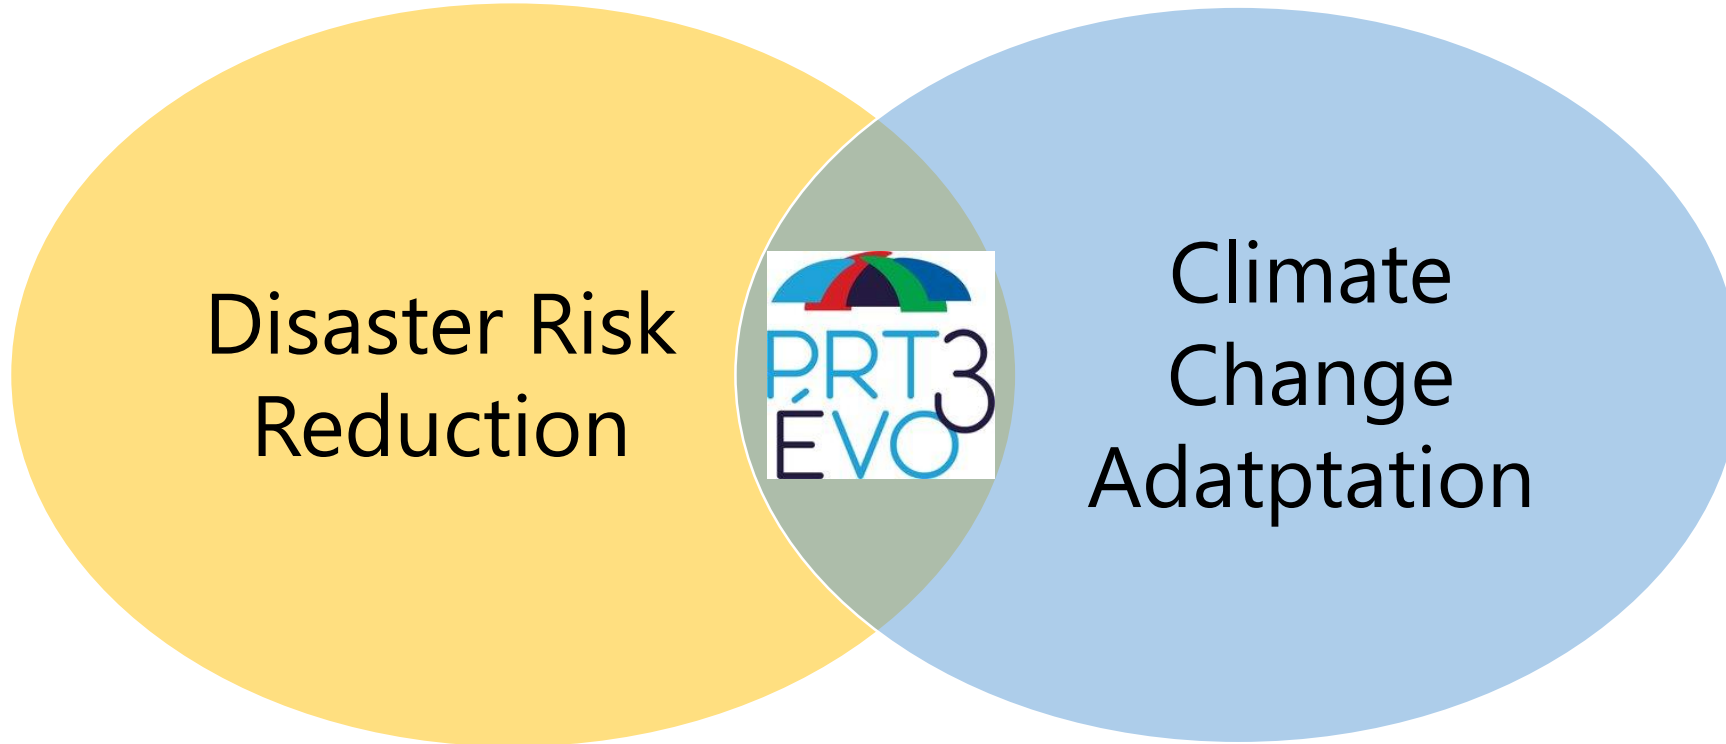 Disaster Risk
Reduction
PRT3
ÉVO
Climate
Change
Adatptation